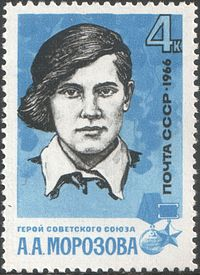 4к
ПОЧТА СССР•1966
ГЕРОЙ СОВЕТСКОГО СОЮЗА
А.А.МОРОЗОВА